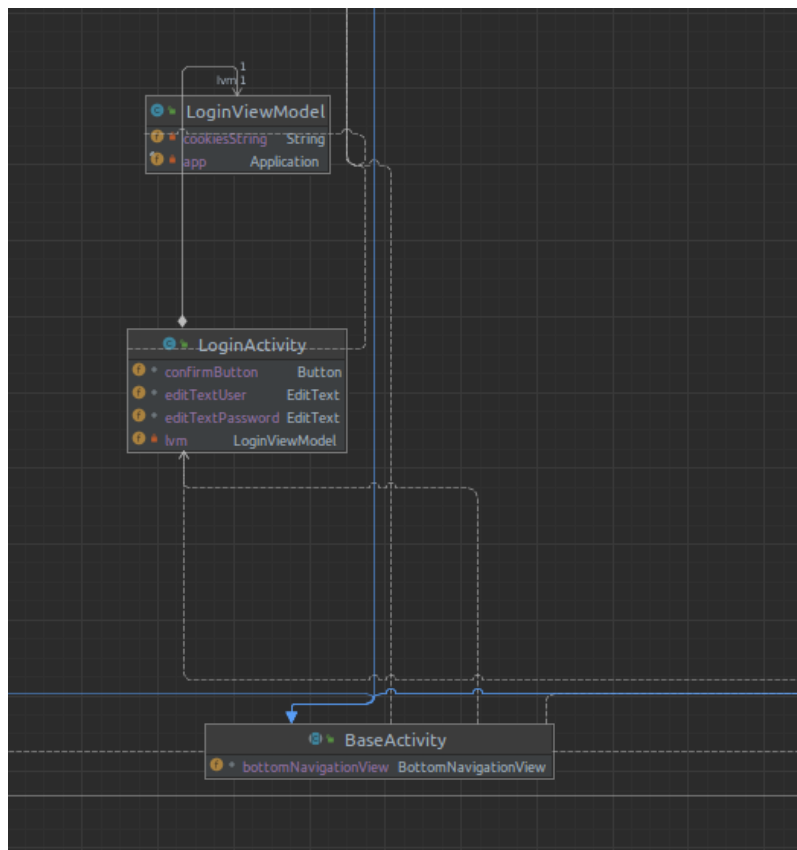 1
lvm 1
LoginViewModel
cookiesString String
app Application
LoginActivity
confirmButton Button
editTextUser EditText
editTextPassword EditText
lvm LoginViewModel
BaseActivity
bottomNavigationView BottomNavigationView